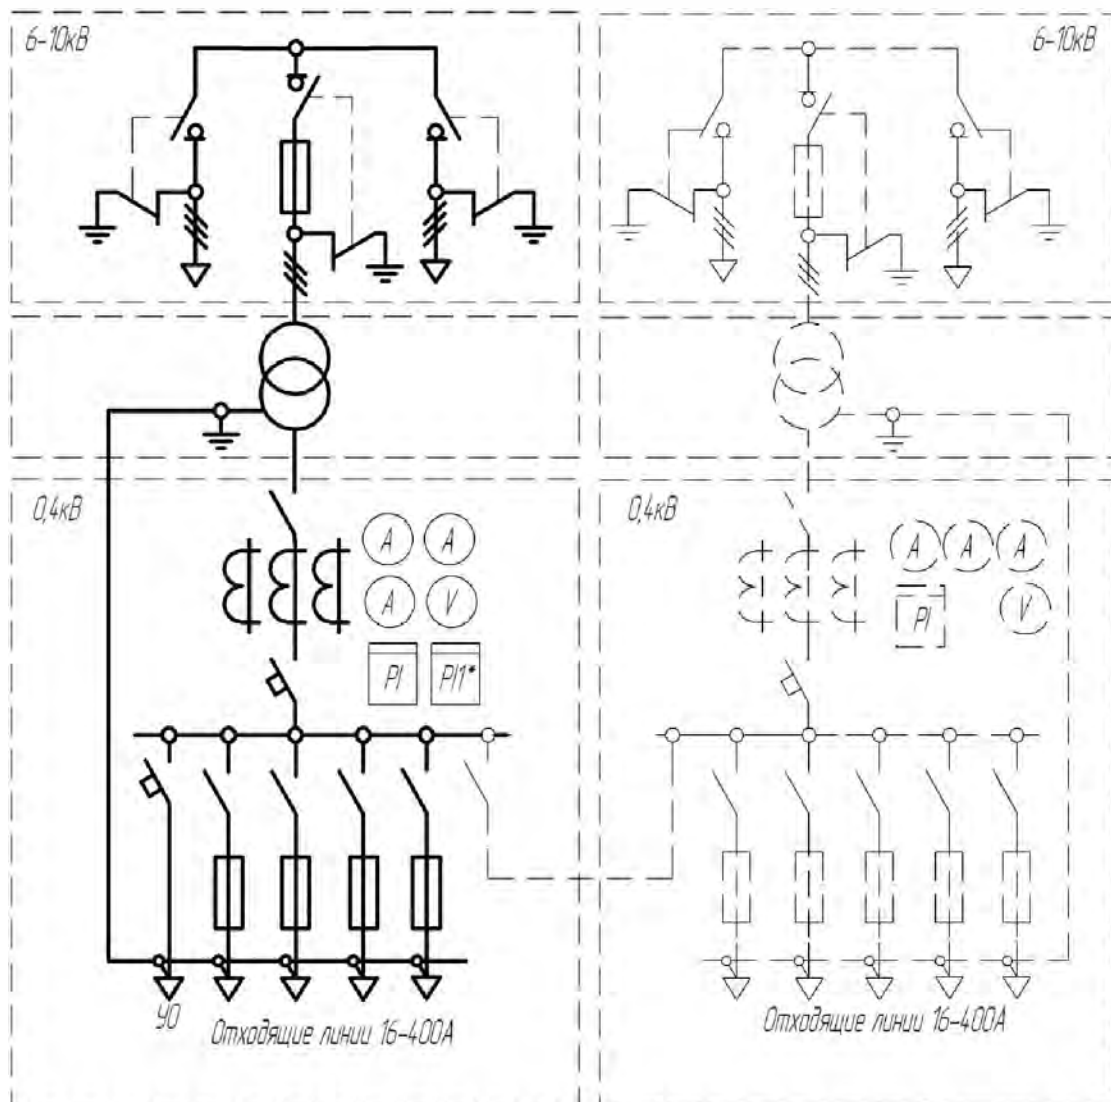 6-10кВ
6-10кВ
0,4кВ
0,4кВ
A A
A V
PI PI1*
A A A
PI V
УО
Отходящие линии 16-400А
Отходящие линии 16-400А